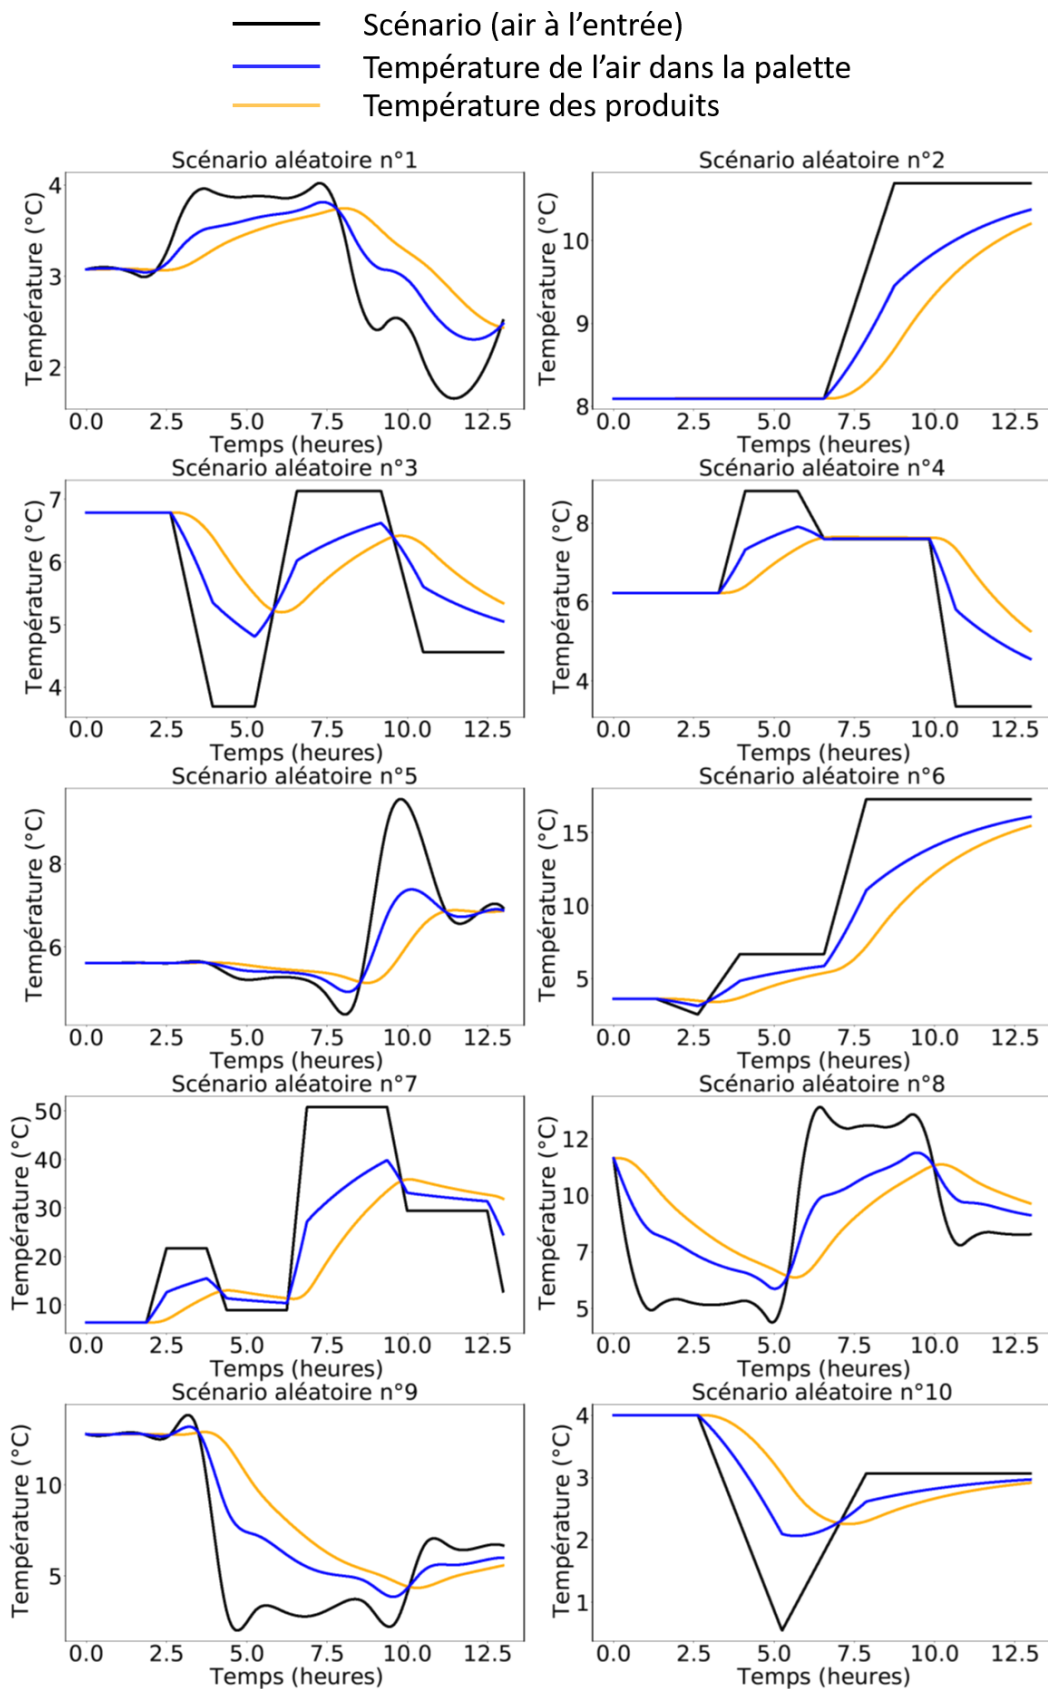 Scénario (air à l’entrée)
Température de l’air dans la palette
Température des produits
Scénario aléatoire n°1
Température (°C)
4
3
2
0.0 2.5 5.0 7.5 10.0 12.5
Temps (heures)
Scénario aléatoire n°2
Température (°C)
10
9
8
0.0 2.5 5.0 7.5 10.0 12.5
Temps (heures)
Scénario aléatoire n°3
Température (°C)
7
6
5
4
0.0 2.5 5.0 7.5 10.0 12.5
Temps (heures)
Scénario aléatoire n°4
Température (°C)
8
6
4
0.0 2.5 5.0 7.5 10.0 12.5
Temps (heures)
Scénario aléatoire n°5
Température (°C)
8
6
0.0 2.5 5.0 7.5 10.0 12.5
Temps (heures)
Scénario aléatoire n°6
Température (°C)
15
10
5
0.0 2.5 5.0 7.5 10.0 12.5
Temps (heures)
Scénario aléatoire n°7
Température (°C)
50
40
30
20
10
0.0 2.5 5.0 7.5 10.0 12.5
Temps (heures)
Scénario aléatoire n°8
Température (°C)
12
10
7
5
0.0 2.5 5.0 7.5 10.0 12.5
Temps (heures)
Scénario aléatoire n°9
Température (°C)
10
5
0.0 2.5 5.0 7.5 10.0 12.5
Temps (heures)
Scénario aléatoire n°10
Température (°C)
4
3
2
1
0.0 2.5 5.0 7.5 10.0 12.5
Temps (heures)